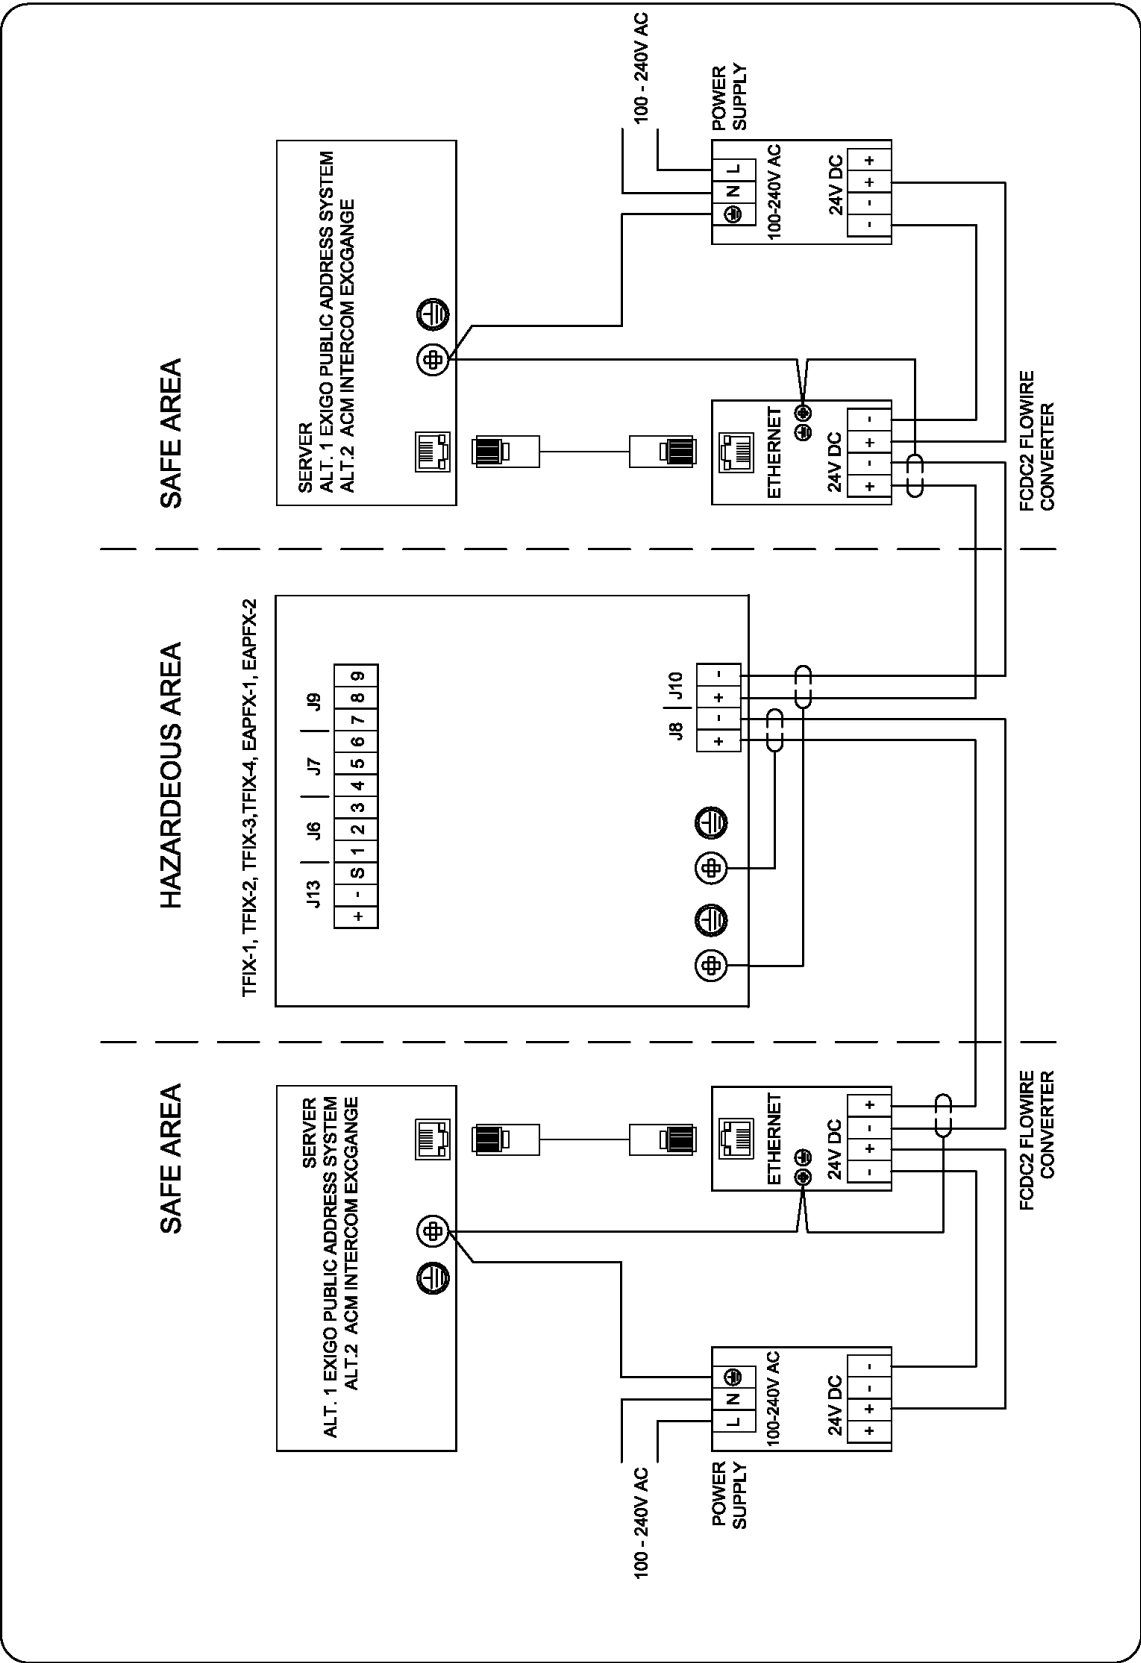 SAFE AREA
HAZARDEOUS AREA
SAFE AREA
SERVER
ALT. 1 EXIGO PUBLIC ADDRESS SYSTEM
ALT.2 ACM INTERCOM EXCGANGE
100 - 240V AC
POWER
SUPPLY
L N
100-240V AC
24V DC
+ + - -
ETHERNET
24V DC
- + - +
FCDC2 FLOWIRE
CONVERTER
TFIX-1, TFIX-2, TFIX-3,TFIX-4, EAPFX-1, EAPFX-2
J13 J6 J7 J9
+ - S 1 2 3 4 5 6 7 8 9
J8 J10
+ - + -
SERVER
ALT. 1 EXIGO PUBLIC ADDRESS SYSTEM
ALT.2 ACM INTERCOM EXCGANGE
ETHERNET
24V DC
+ - + -
FCDC2 FLOWIRE
CONVERTER
100 - 240V AC
POWER
SUPPLY
N L
100-240V AC
24V DC
- - + +